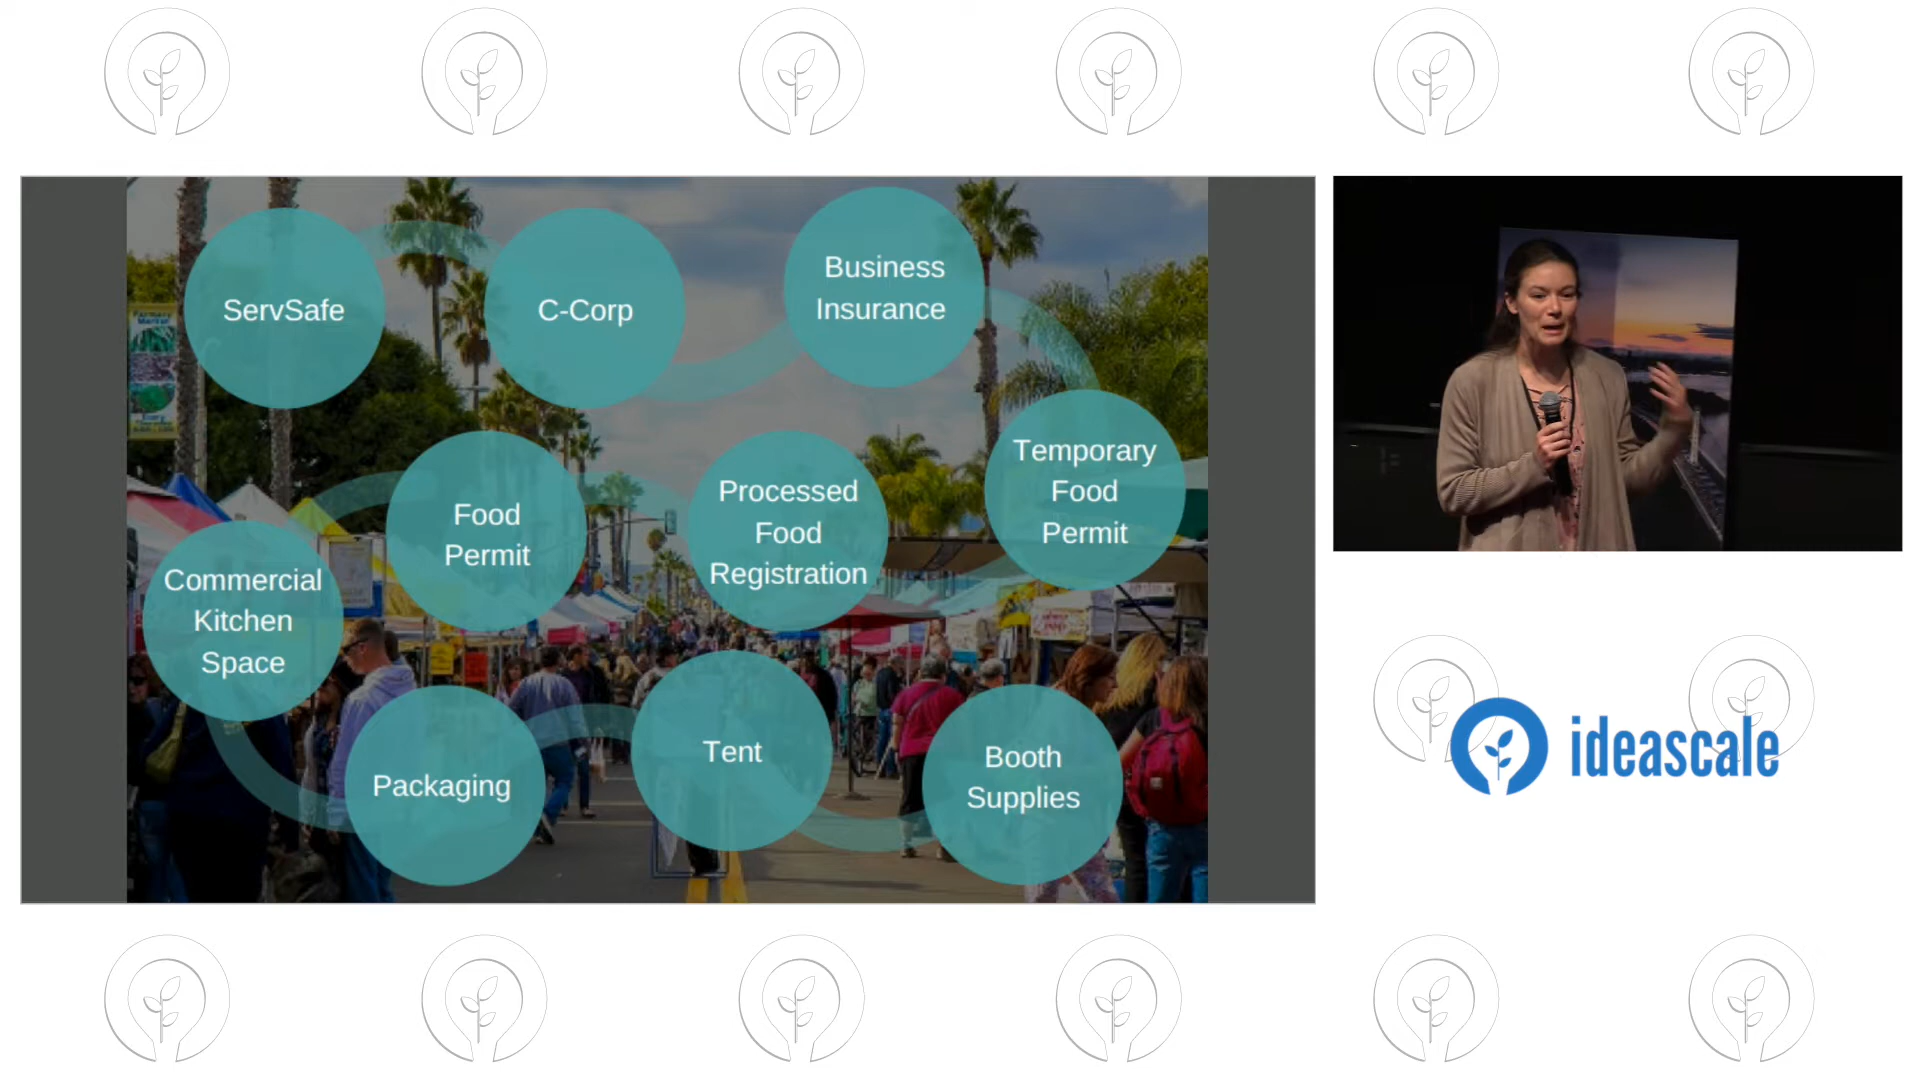 ServSafe
C-Corp
Business
Insurance
Temporary
Food
Permit
Processed
Food
Registration
Food
Permit
Commercial
Kitchen
Space
Packaging
Tent
Booth
Supplies
ideascale